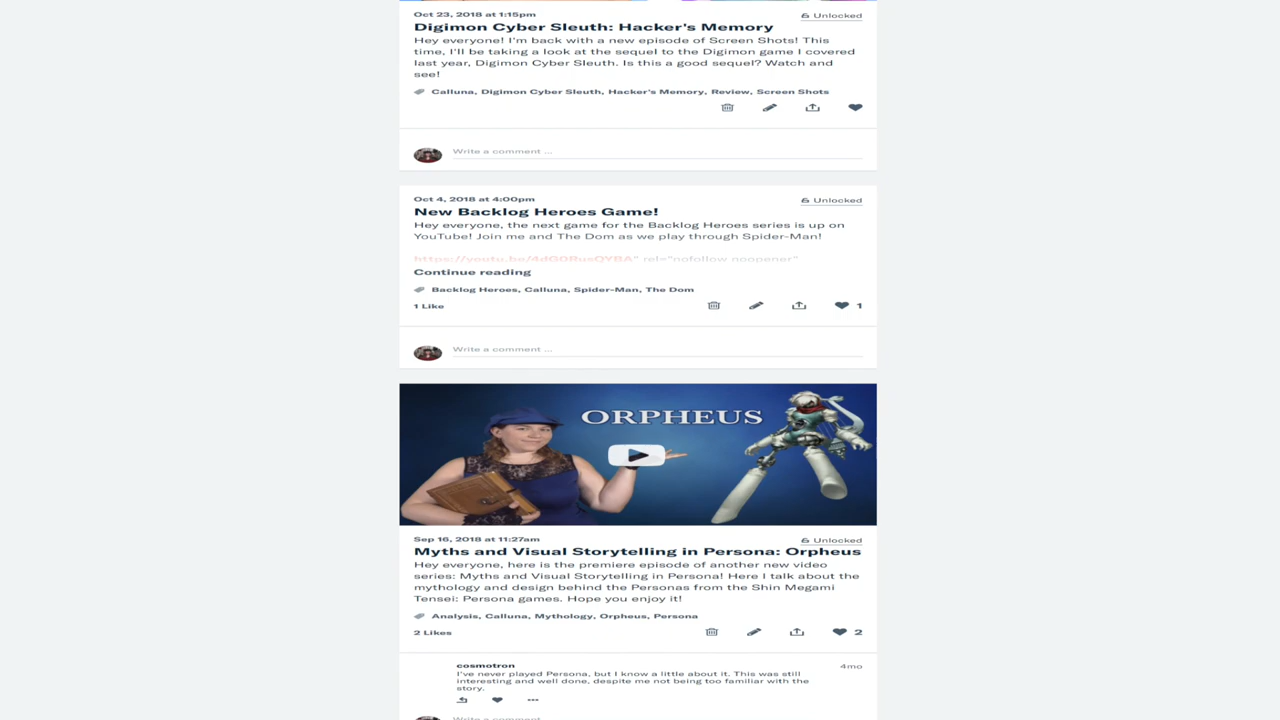 Oct 23, 2018 at 1:15pm
Unlocked
Digimon Cyber Sleuth: Hacker's Memory
Hey everyone! I'm back with a new episode of Screen Shots! This
time, I'll be taking a look at the sequel to the Digimon game I covered
last year, Digimon Cyber Sleuth. Is this a good sequel? Watch and
see!
Calluna, Digimon Cyber Sleuth, Hacker's Memory, Review, Screen Shots
Write a comment ...
Oct 4, 2018 at 4:00pm
Unlocked
New Backlog Heroes Game!
Hey everyone, the next game for the Backlog Heroes series is up on
YouTube! Join me and The Dom as we play through Spider-Man!
https://youtu.be/4dG0RusQYBA" rel="nofollow noopener"
Continue reading
Backlog Heroes, Calluna, Spider-Man, The Dom
1 Like
1
Write a comment ...
ORPHEUS
Sep 16, 2018 at 11:27am
Unlocked
Myths and Visual Storytelling in Persona: Orpheus
Hey everyone, here is the premiere episode of another new video
series: Myths and Visual Storytelling in Persona! Here I talk about the
mythology and design behind the Personas from the Shin Megami
Tensei: Persona games. Hope you enjoy it!
Analysis, Calluna, Mythology, Orpheus, Persona
2 Likes
2
cosmotron
4mo
I've never played Persona, but I know a little about it. This was still
interesting and well done, despite me not being too familiar with the
story.
Write a comment